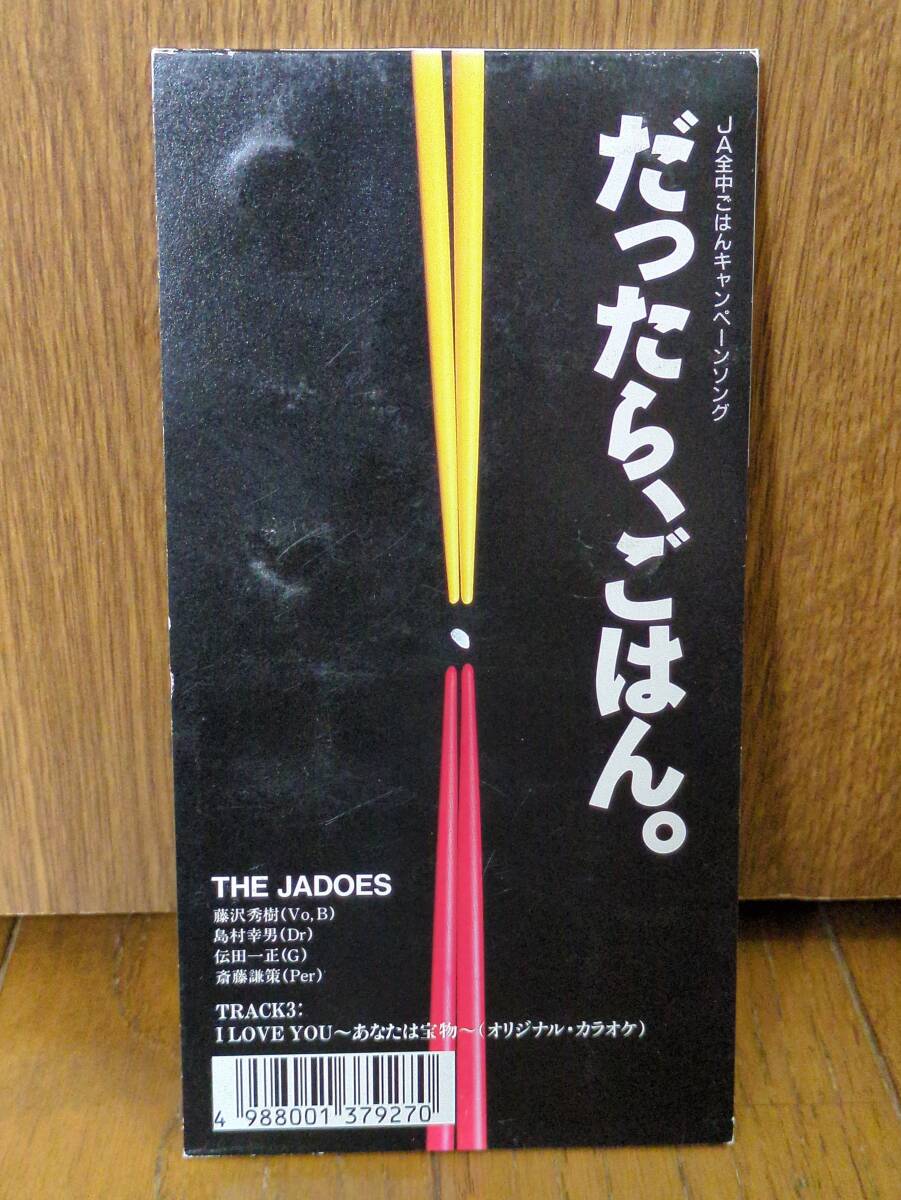 JA全中ごはんキャンペーンソング
だったら、ごはん。
THE JADOES
藤沢秀樹(Vo,B)
島村幸男(Dr)
伝田一正(G)
斎藤謙策(Per)
TRACK3:
I LOVE YOU～あなたは宝物～(オリジナル・カラオケ)
4 988001 379270